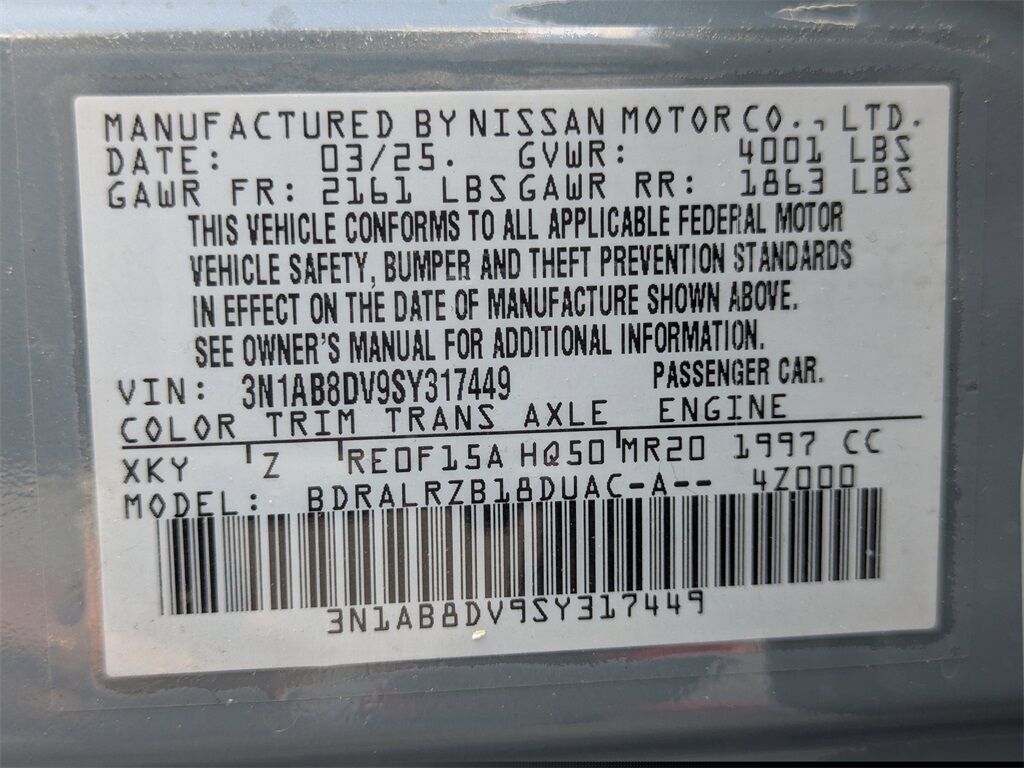 MANUFACTURED BY NISSAN MOTOR CO., LTD.
DATE: 03/25. GVWR: 4001 LBS
GAWR FR: 2161 LBS GAWR RR: 1863 LBS
THIS VEHICLE CONFORMS TO ALL APPLICABLE FEDERAL MOTOR
VEHICLE SAFETY, BUMPER AND THEFT PREVENTION STANDARDS
IN EFFECT ON THE DATE OF MANUFACTURE SHOWN ABOVE.
SEE OWNER'S MANUAL FOR ADDITIONAL INFORMATION.
VIN: 3N1AB8DV9SY317449 PASSENGER CAR.
COLOR TRIM TRANS AXLE ENGINE
XKY Z RE0F15A HQ50 MR20 1997 CC
MODEL: BDRALRZB18DUAC-A-- 4Z000
3N1AB8DV9SY317449